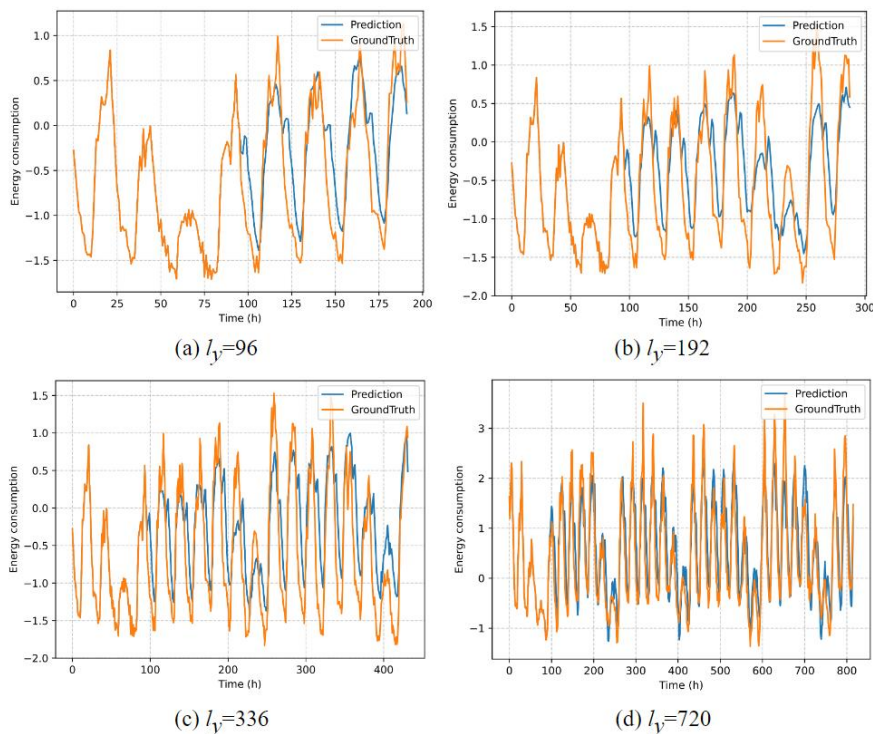 Prediction
GroundTruth
1.0
0.5
0.0
−0.5
−1.0
−1.5
Energy consumption
0 25 50 75 100 125 150 175 200
Time (h)
(a) l_y=96
Prediction
GroundTruth
1.5
1.0
0.5
0.0
−0.5
−1.0
−1.5
−2.0
Energy consumption
0 50 100 150 200 250 300
Time (h)
(b) l_y=192
Prediction
GroundTruth
1.5
1.0
0.5
0.0
−0.5
−1.0
−1.5
−2.0
Energy consumption
0 100 200 300 400
Time (h)
(c) l_y=336
Prediction
GroundTruth
3
2
1
0
−1
Energy consumption
0 100 200 300 400 500 600 700 800
Time (h)
(d) l_y=720